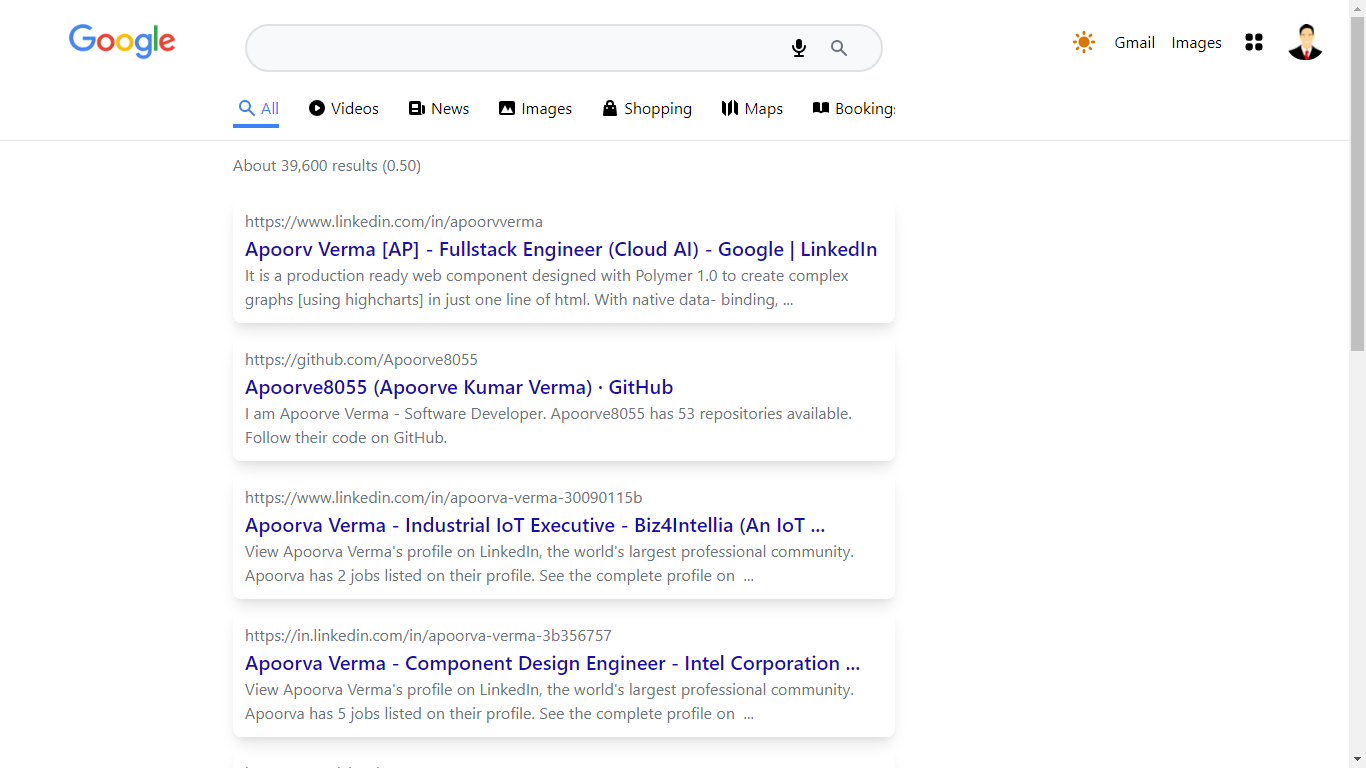 Google
Gmail Images
All Videos News Images Shopping Maps Booking
About 39,600 results (0.50)
https://www.linkedin.com/in/apoorvverma
Apoorv Verma [AP] - Fullstack Engineer (Cloud AI) - Google | LinkedIn
It is a production ready web component designed with Polymer 1.0 to create complex
graphs [using highcharts] in just one line of html. With native data- binding, ...
https://github.com/Apoorve8055
Apoorve8055 (Apoorve Kumar Verma) · GitHub
I am Apoorve Verma - Software Developer. Apoorve8055 has 53 repositories available.
Follow their code on GitHub.
https://www.linkedin.com/in/apoorva-verma-30090115b
Apoorva Verma - Industrial IoT Executive - Biz4Intellia (An IoT ...
View Apoorva Verma's profile on LinkedIn, the world's largest professional community.
Apoorva has 2 jobs listed on their profile. See the complete profile on  ...
https://in.linkedin.com/in/apoorva-verma-3b356757
Apoorva Verma - Component Design Engineer - Intel Corporation ...
View Apoorva Verma's profile on LinkedIn, the world's largest professional community.
Apoorva has 5 jobs listed on their profile. See the complete profile on  ...